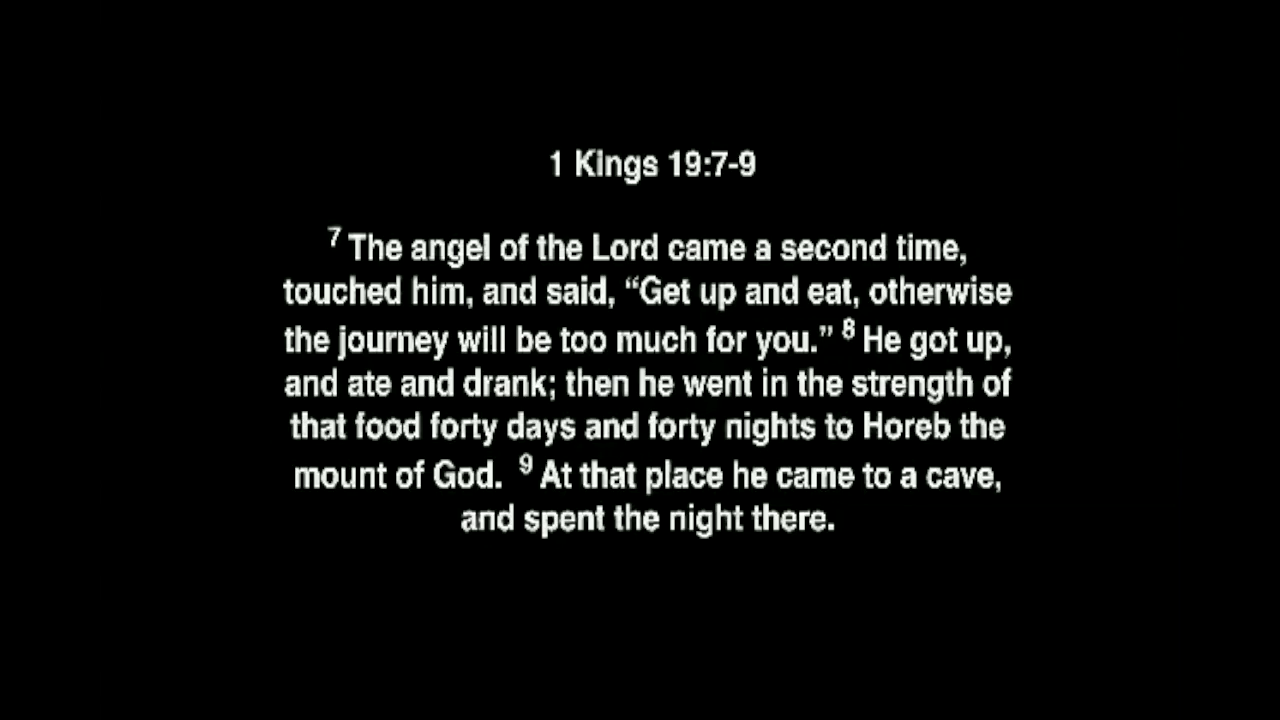 1 Kings 19:7-9
7 The angel of the Lord came a second time,
touched him, and said, “Get up and eat, otherwise
the journey will be too much for you.” 8 He got up,
and ate and drank; then he went in the strength of
that food forty days and forty nights to Horeb the
mount of God. 9 At that place he came to a cave,
and spent the night there.